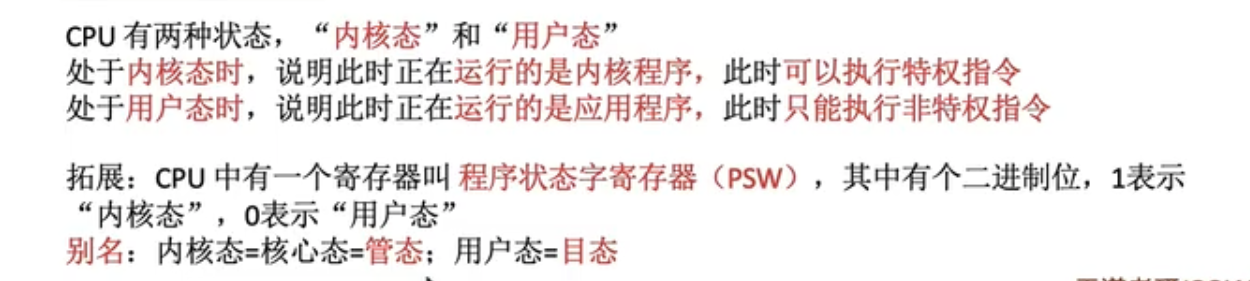 CPU 有两种状态，“内核态”和“用户态”
处于内核态时，说明此时正在运行的是内核程序，此时可以执行特权指令
处于用户态时，说明此时正在运行的是应用程序，此时只能执行非特权指令
拓展：CPU 中有一个寄存器叫 程序状态字寄存器（PSW），其中有个二进制位，1表示
“内核态”，0表示“用户态”
别名：内核态=核心态=管态；用户态=目态